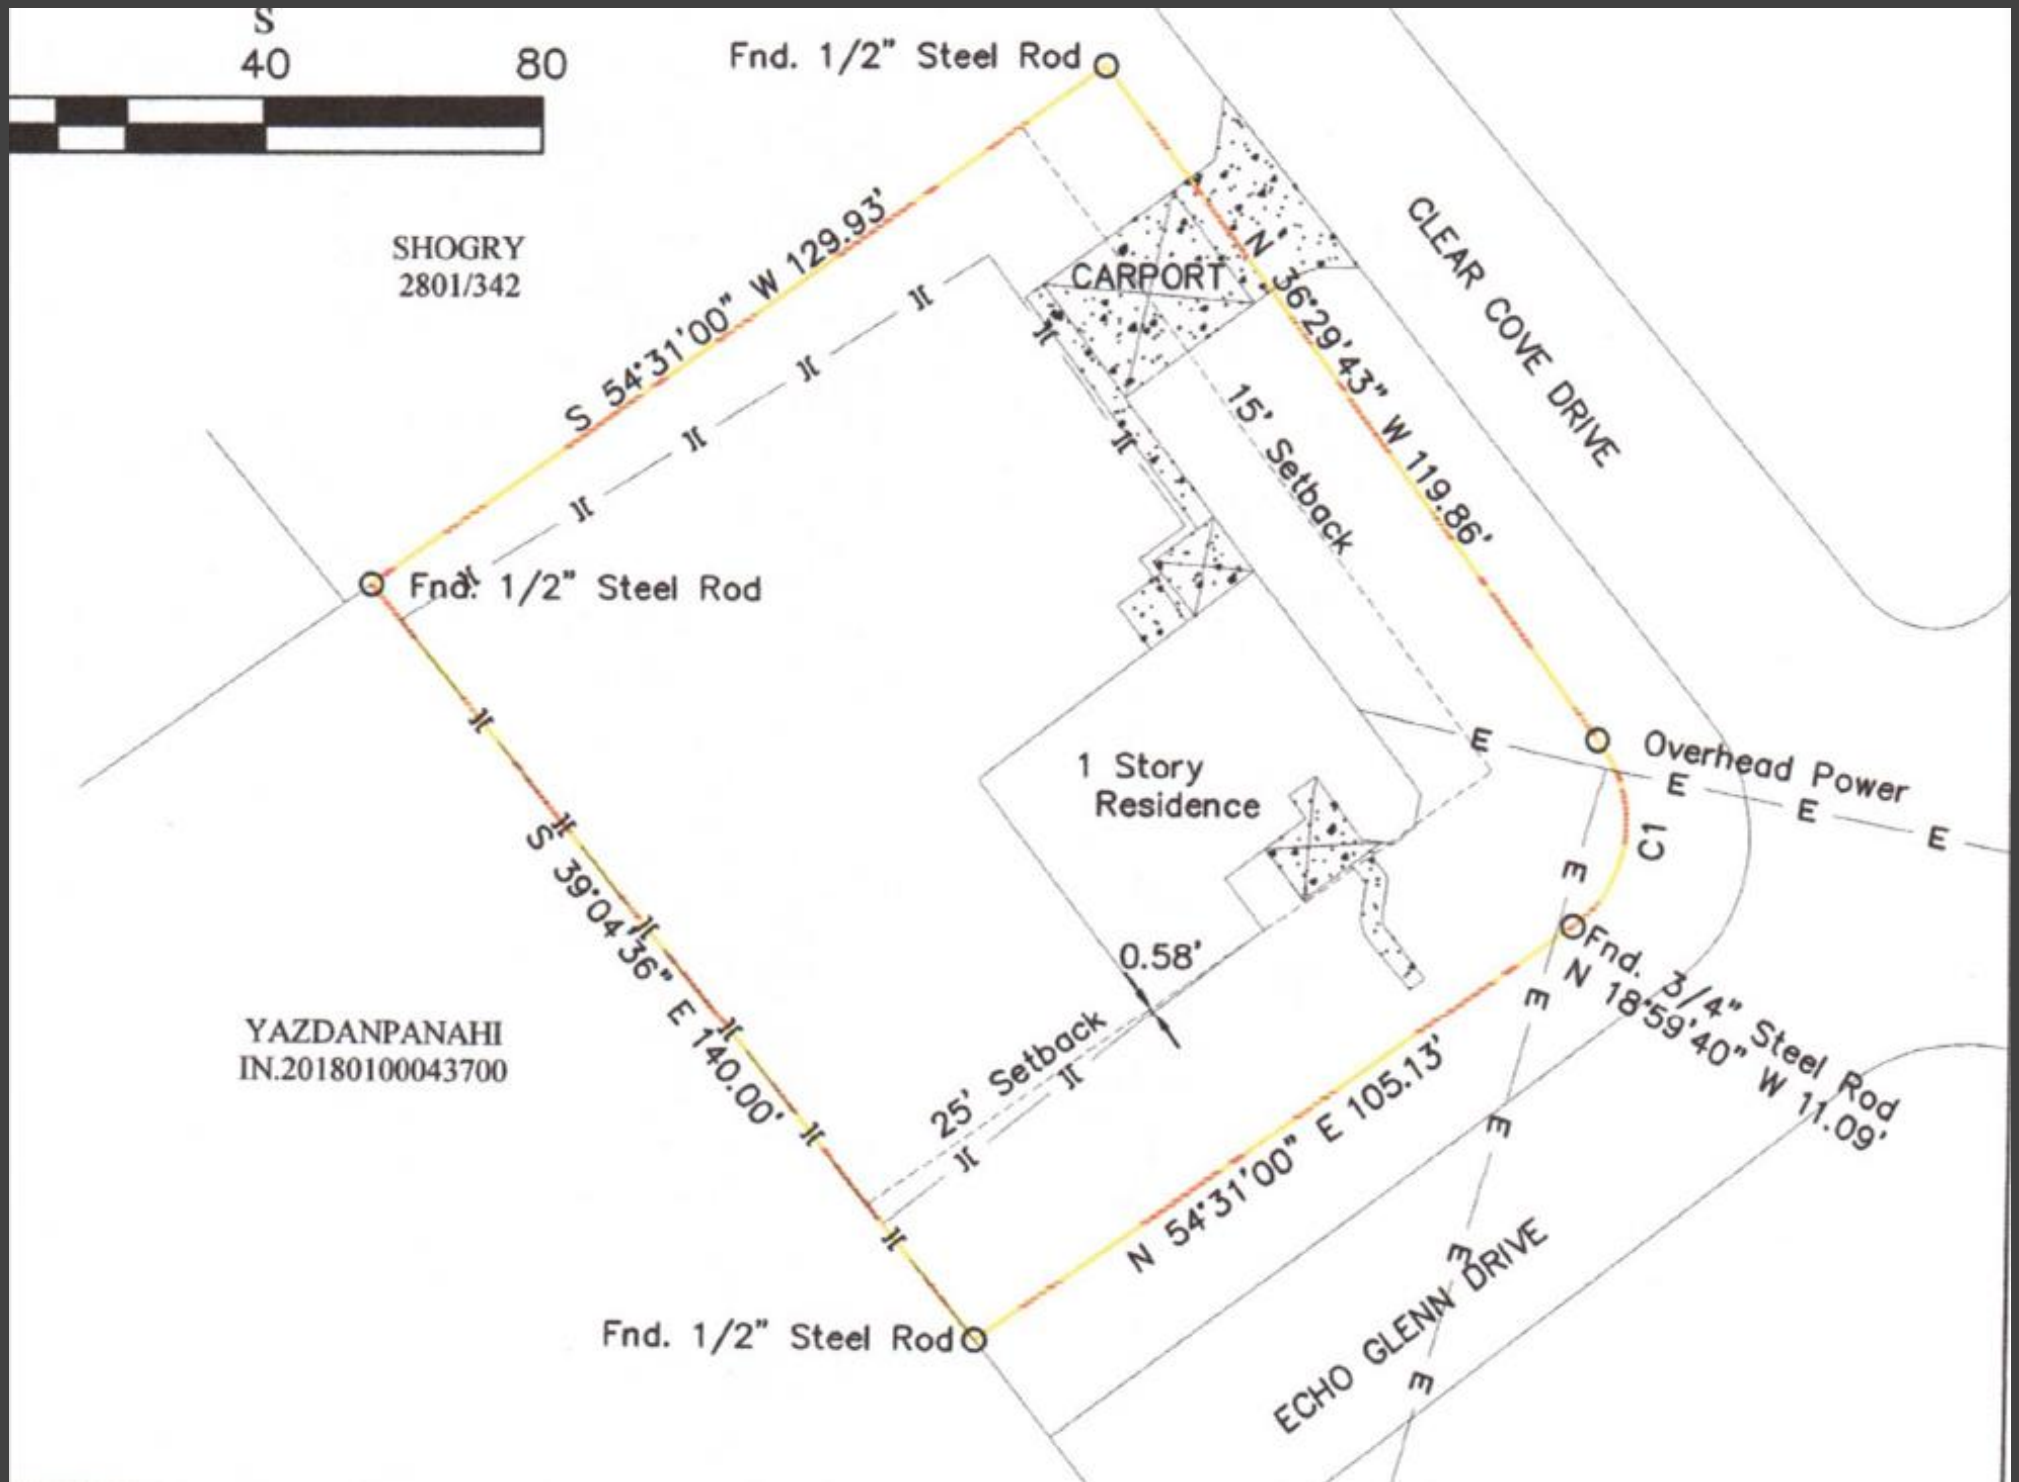 S
40 80
Fnd. 1/2" Steel Rod
SHOGRY
2801/342
S 54°31'00" W 129.93'
CARPORT
N 36°29'43" W 119.86'
CLEAR COVE DRIVE
15' Setback
Fnd. 1/2" Steel Rod
Overhead Power
E E E E
1 Story
Residence
C1
E
S 39°04'36" E 140.00'
0.58'
Fnd. 3/4" Steel Rod
N 18°59'40" W 11.09'
E
YAZDANPANAHI
IN.20180100043700
25' Setback
N 54°31'00" E 105.13'
E
E
ECHO GLENN DRIVE
Fnd. 1/2" Steel Rod
E